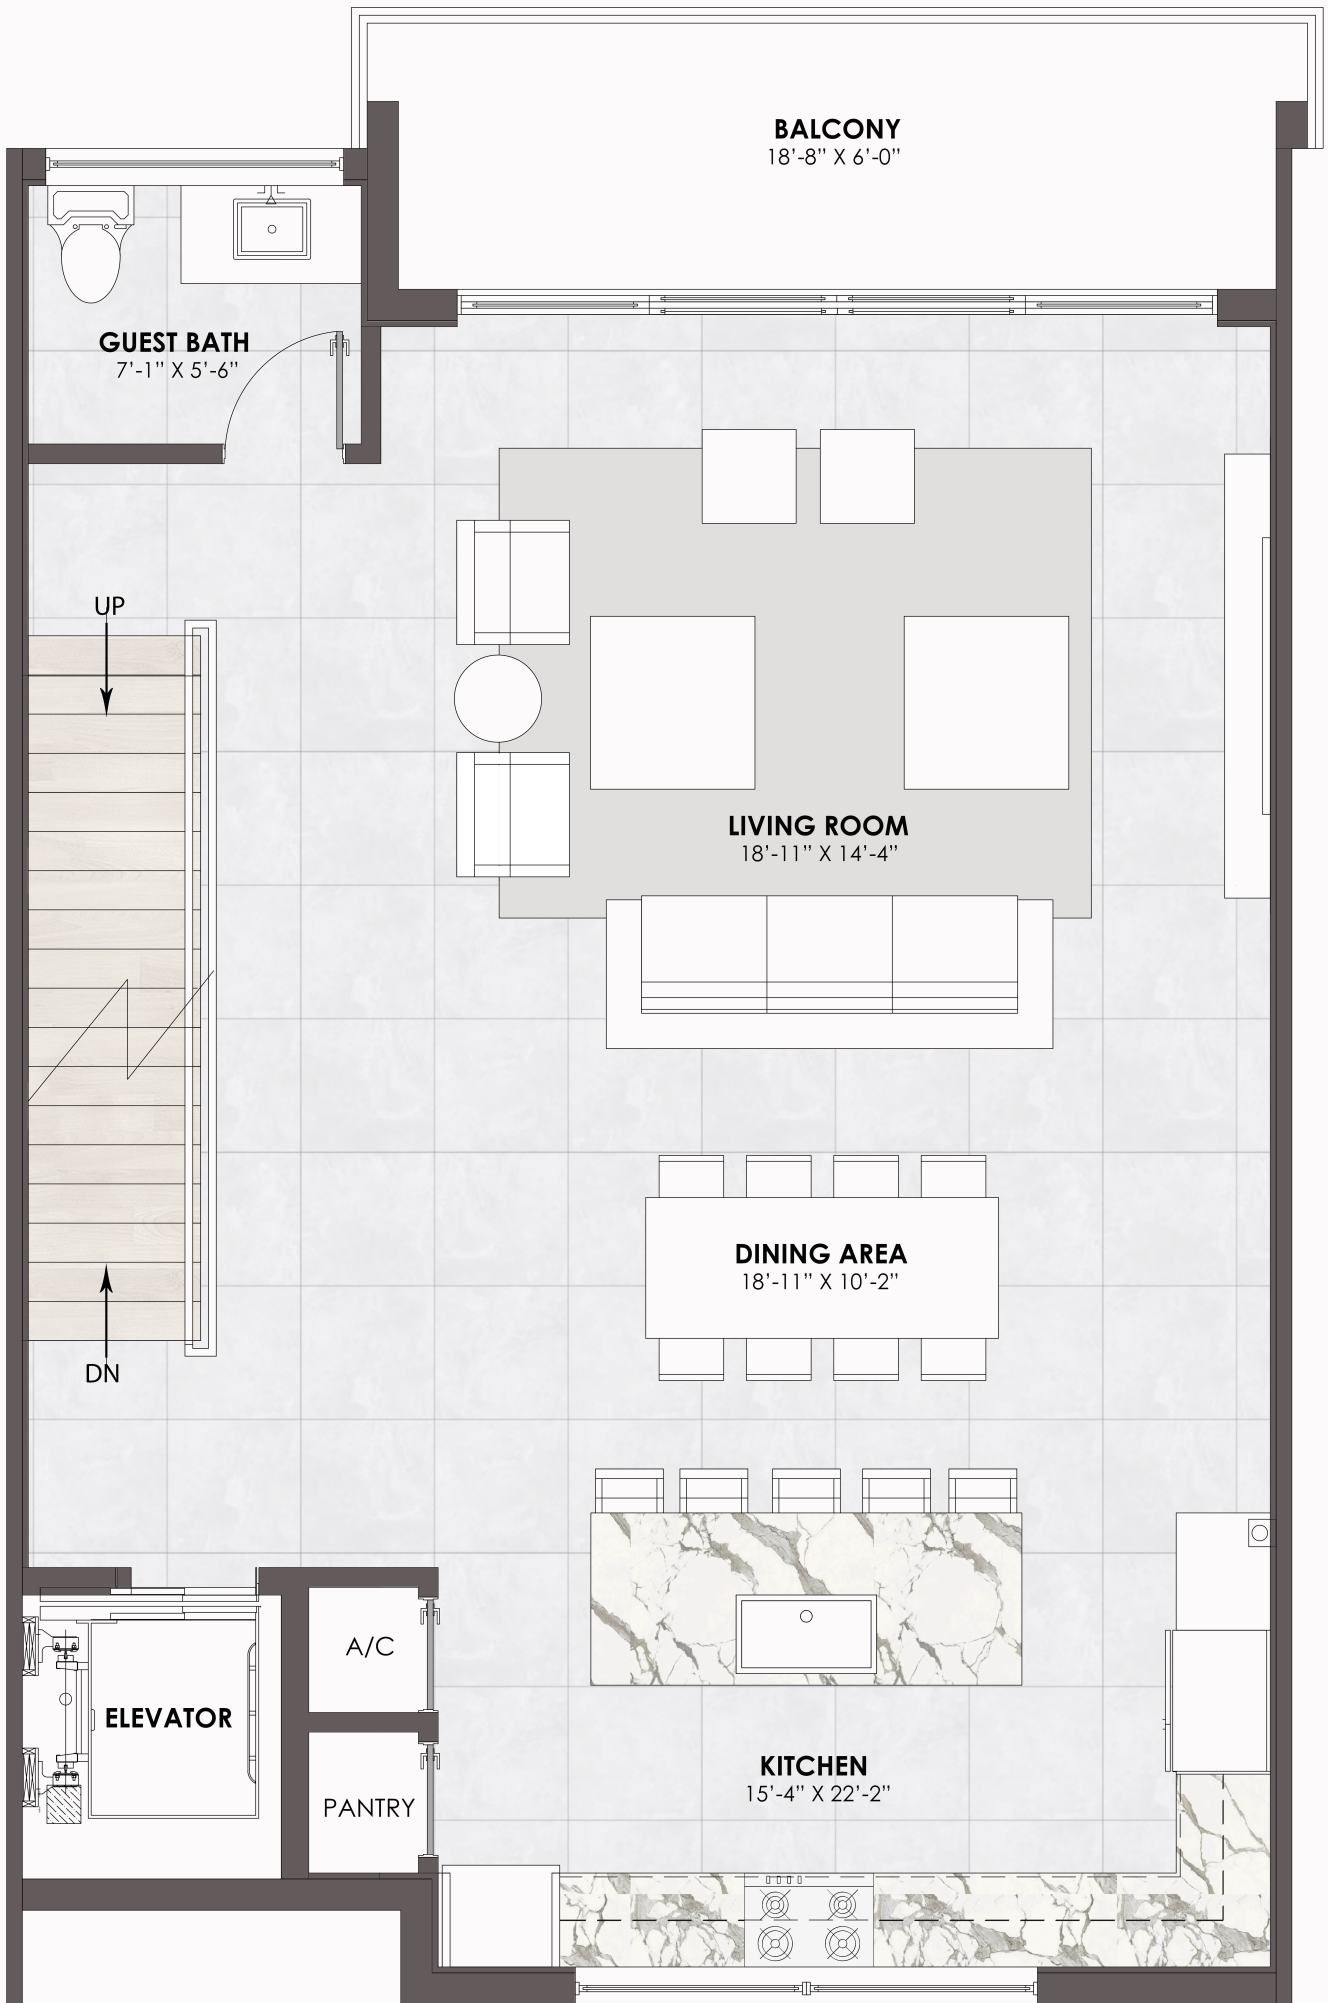 BALCONY
18'-8" X 6'-0"
GUEST BATH
7'-1" X 5'-6"
UP
LIVING ROOM
18'-11" X 14'-4"
DINING AREA
18'-11" X 10'-2"
DN
A/C
ELEVATOR
KITCHEN
15'-4" X 22'-2"
PANTRY